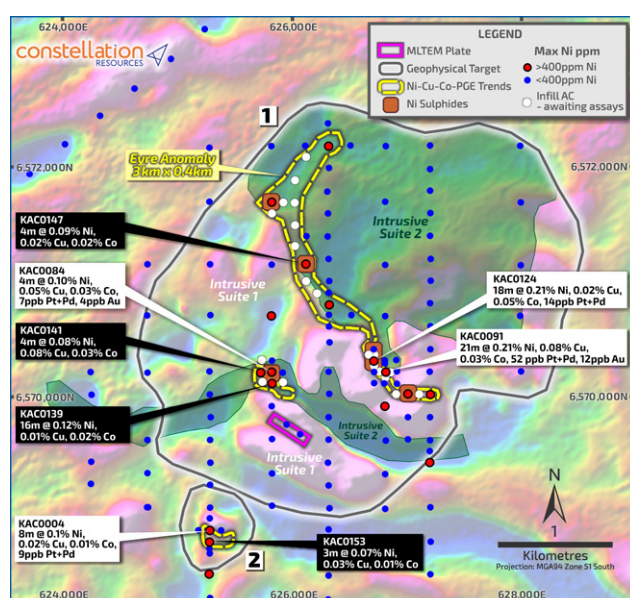 624,000E
626,000E
628,000E
constellation
RESOURCES
LEGEND
MLTEM Plate
Geophysical Target
Ni-Cu-Co-PGE Trends
Ni Sulphides
Max Ni ppm
>400ppm Ni
<400ppm Ni
Infill AC
- awaiting assays
1
6,572,000N
6,572,000N
Eyre Anomaly
3km x 0.4km
Intrusive
Suite 2
KAC0147
4m @ 0.09% Ni,
0.02% Cu, 0.02% Co
KAC0084
4m @ 0.10% Ni,
0.05% Cu, 0.03% Co,
7ppb Pt+Pd, 4ppb Au
Intrusive
Suite 1
KAC0124
18m @ 0.21% Ni, 0.02% Cu,
0.05% Co, 14ppb Pt+Pd
KAC0141
4m @ 0.08% Ni,
0.08% Cu, 0.03% Co
KAC0091
21m @ 0.21% Ni, 0.08% Cu,
0.03% Co, 52 ppb Pt+Pd, 12ppb Au
6,570,000N
6,570,000N
KAC0139
16m @ 0.12% Ni,
0.01% Cu, 0.02% Co
Intrusive
Suite 2
Intrusive
Suite 1
KAC0004
8m @ 0.1% Ni,
0.02% Cu, 0.01% Co,
9ppb Pt+Pd
KAC0153
3m @ 0.07% Ni,
0.03% Cu, 0.01% Co
2
N
1
Kilometres
Projection: MGA94 Zone 51 South
624,000E
626,000E
628,000E